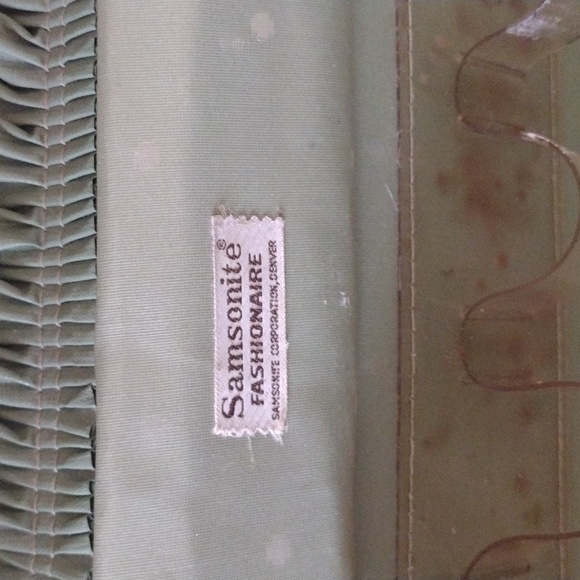 Samsonite®
FASHIONAIRE
SAMSONITE CORPORATION, DENVER